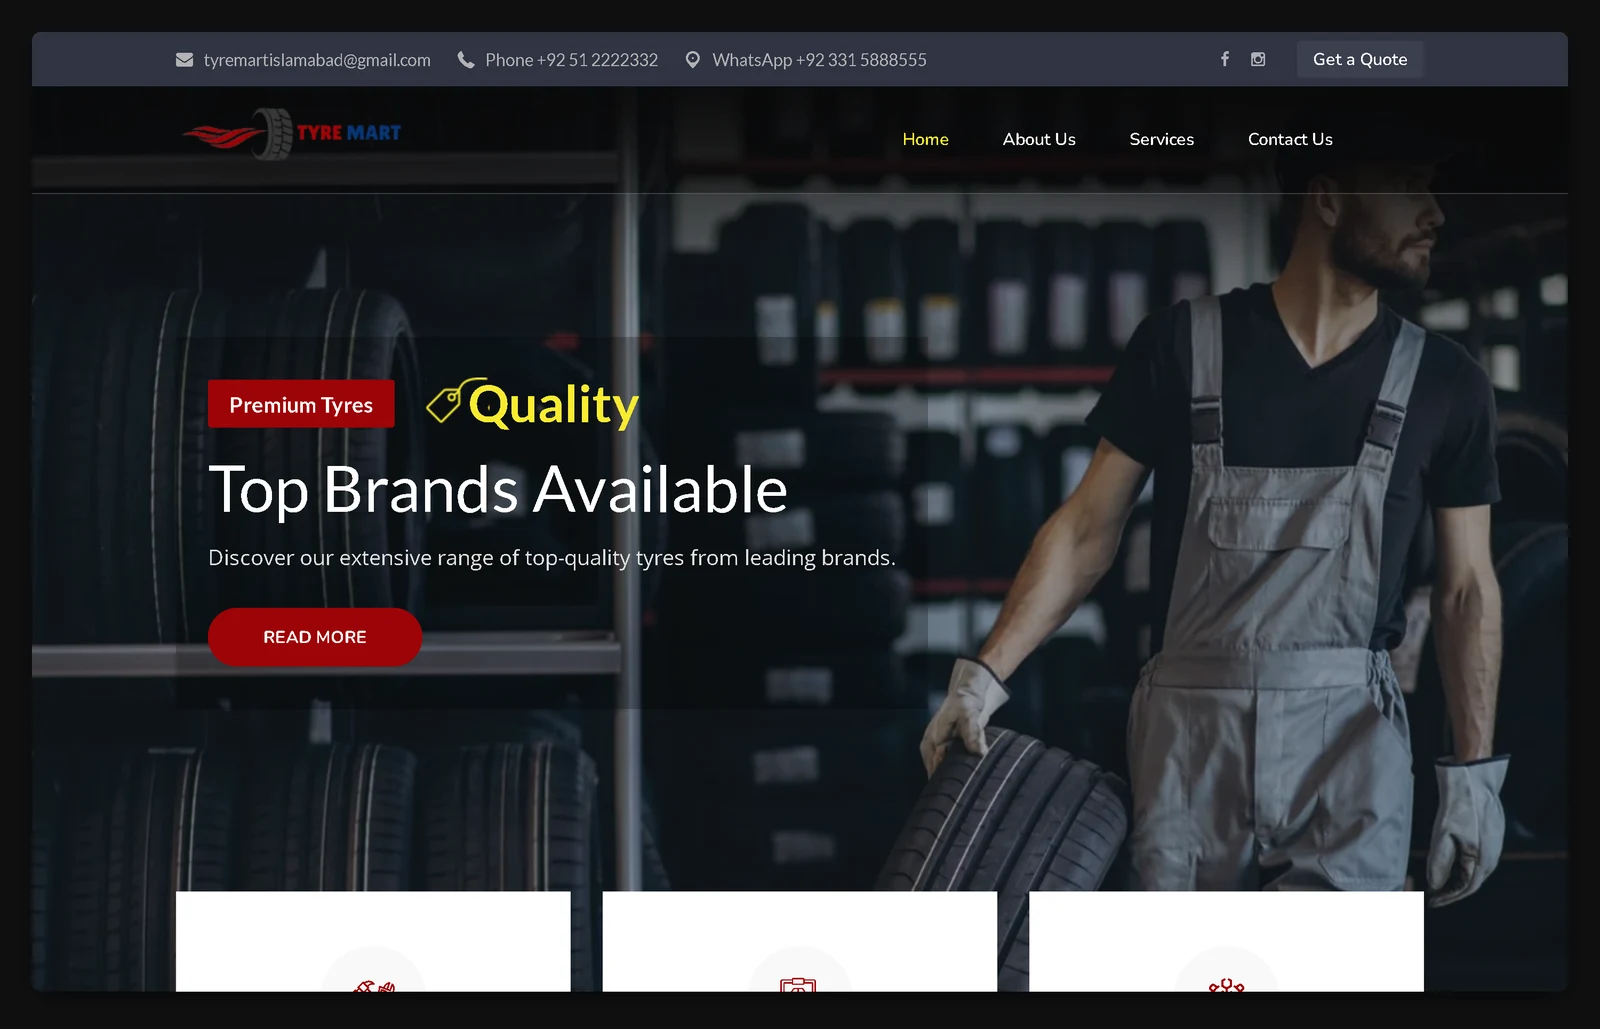 tyremartislamabad@gmail.com Phone +92 51 2222332 WhatsApp +92 331 5888555 Get a Quote
TYRE MART Home About Us Services Contact Us
Premium Tyres Quality
Top Brands Available
Discover our extensive range of top-quality tyres from leading brands.
READ MORE